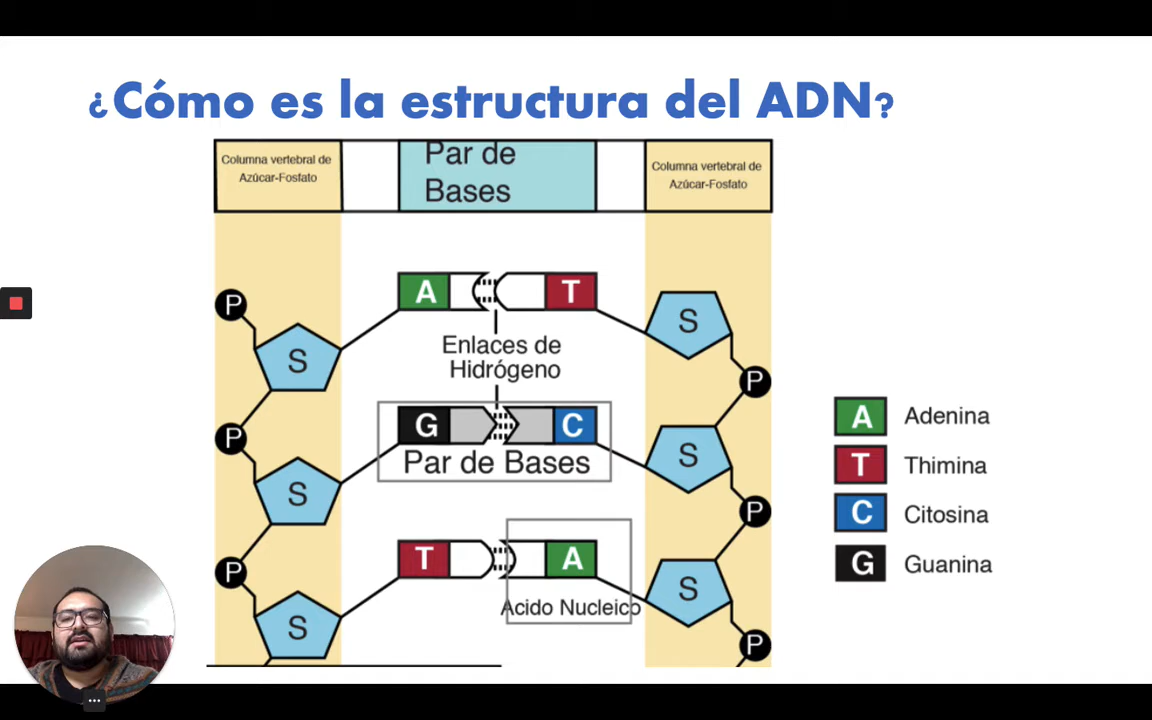 ¿Cómo es la estructura del ADN?
Columna vertebral de
Azúcar-Fosfato
Par de
Bases
Columna vertebral de
Azúcar-Fosfato
A
T
P
S
S
Enlaces de
Hidrógeno
P
G
C
P
S
S
Par de Bases
P
T
A
P
S
S
Acido Nucleico
P
A Adenina
T Thimina
C Citosina
G Guanina